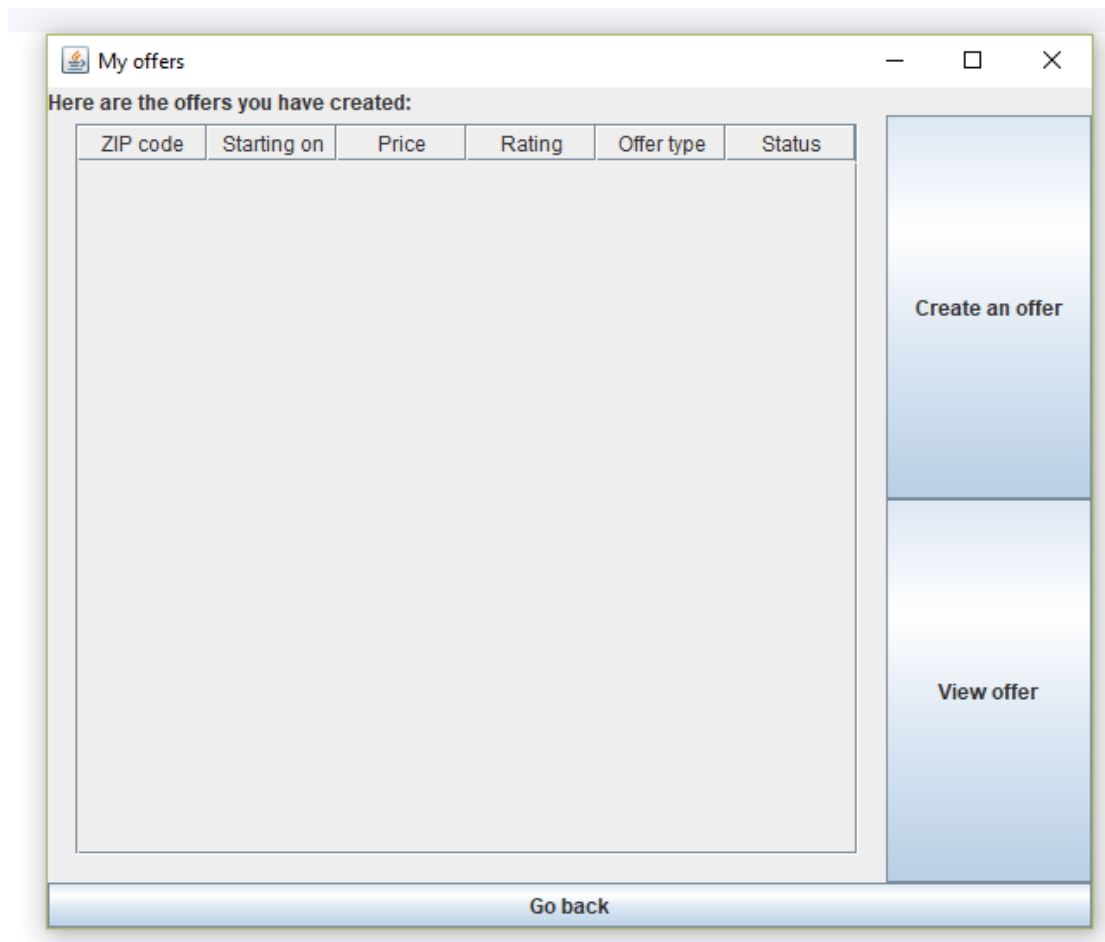 My offers
Here are the offers you have created:
ZIP code Starting on Price Rating Offer type Status
Create an offer
View offer
Go back